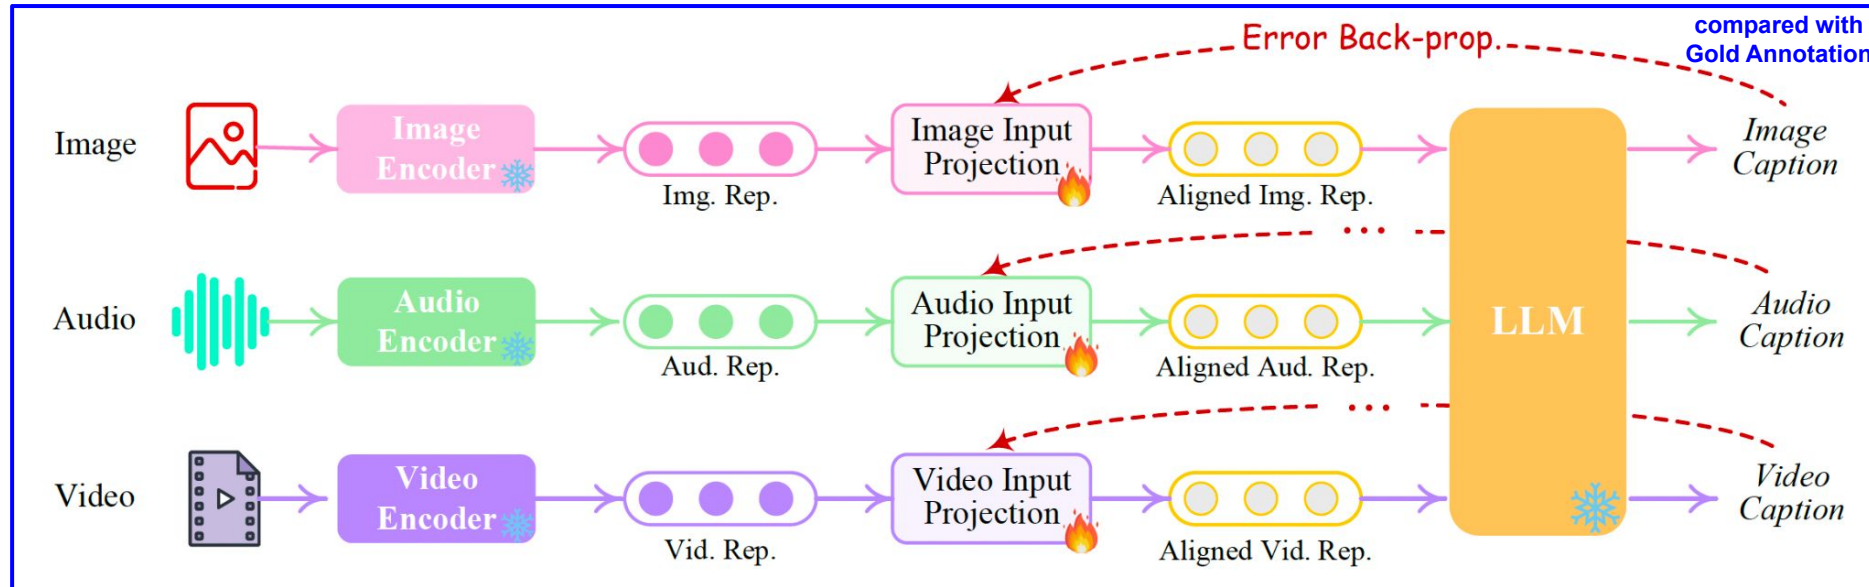 compared with
Gold Annotation
Error Back-prop.
Image
Image
Encoder
Img. Rep.
Image Input
Projection
Aligned Img. Rep.
Image
Caption
...
Audio
Audio
Encoder
Aud. Rep.
Audio Input
Projection
Aligned Aud. Rep.
LLM
Audio
Caption
...
Video
Video
Encoder
Vid. Rep.
Video Input
Projection
Aligned Vid. Rep.
Video
Caption